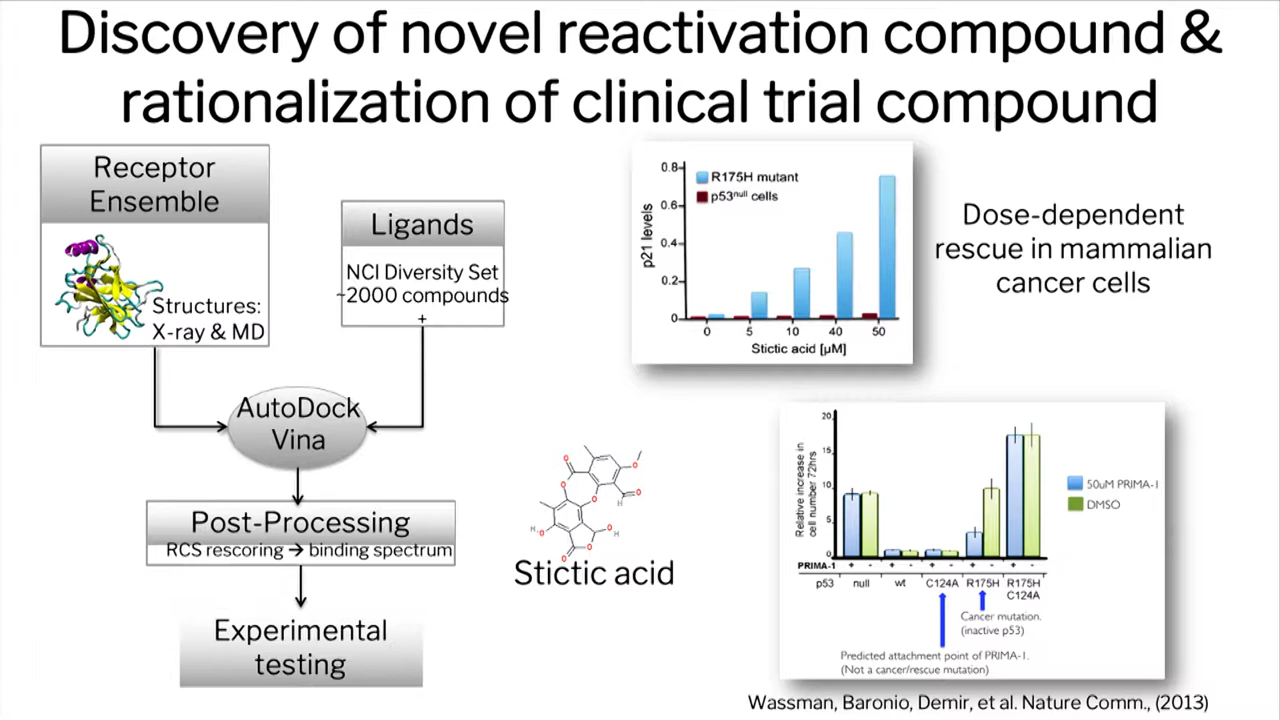 Discovery of novel reactivation compound &
rationalization of clinical trial compound
Receptor
Ensemble
Structures:
X-ray & MD
Ligands
NCI Diversity Set
~2000 compounds
+
AutoDock
Vina
Post-Processing
RCS rescoring → binding spectrum
Experimental
testing
O
O
O
O
O
H
H
O
O
H
O
O
Stictic acid
p21 levels
0.8
0.6
0.4
0.2
0
R175H mutant
p53null cells
0 5 10 40 50
Stictic acid [µM]
Dose-dependent
rescue in mammalian
cancer cells
Relative increase in
cell number 72hrs
20
15
10
5
0
50uM PRIMA-1
DMSO
PRIMA-1 + - + - + - + - + -
p53 null wt C124A R175H R175H
C124A
Cancer mutation.
(inactive p53)
Predicted attachment point of PRIMA-1.
(Not a cancer/rescue mutation)
Wassman, Baronio, Demir, et al. Nature Comm., (2013)